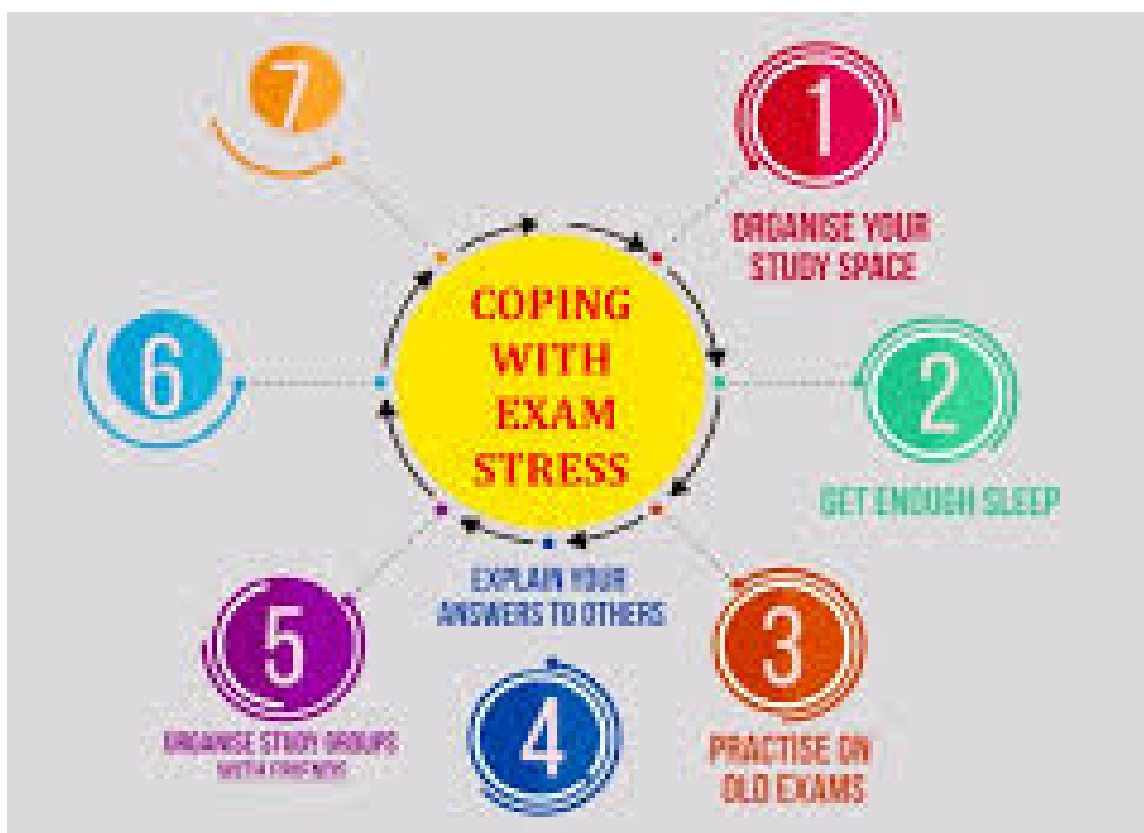 COPING
WITH
EXAM
STRESS
1
ORGANISE YOUR
STUDY SPACE
2
GET ENOUGH SLEEP
3
PRACTISE ON
OLD EXAMS
EXPLAIN YOUR
ANSWERS TO OTHERS
4
5
ORGANISE STUDY GROUPS
WITH FRIENDS
6
7